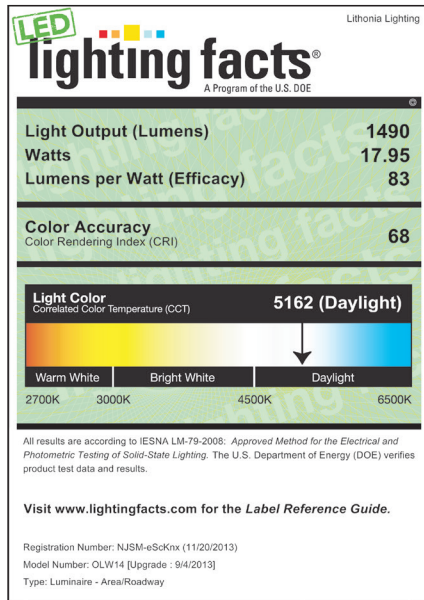 LED
Lithonia Lighting
lighting facts®
A Program of the U.S. DOE
Light Output (Lumens) 1490
Watts 17.95
Lumens per Watt (Efficacy) 83
Color Accuracy
Color Rendering Index (CRI) 68
Light Color
Correlated Color Temperature (CCT) 5162 (Daylight)
Warm White Bright White Daylight
2700K 3000K 4500K 6500K
All results are according to IESNA LM-79-2008: Approved Method for the Electrical and
Photometric Testing of Solid-State Lighting. The U.S. Department of Energy (DOE) verifies
product test data and results.
Visit www.lightingfacts.com for the Label Reference Guide.
Registration Number: NJSM-eScKnx (11/20/2013)
Model Number: OLW14 [Upgrade : 9/4/2013]
Type: Luminaire - Area/Roadway